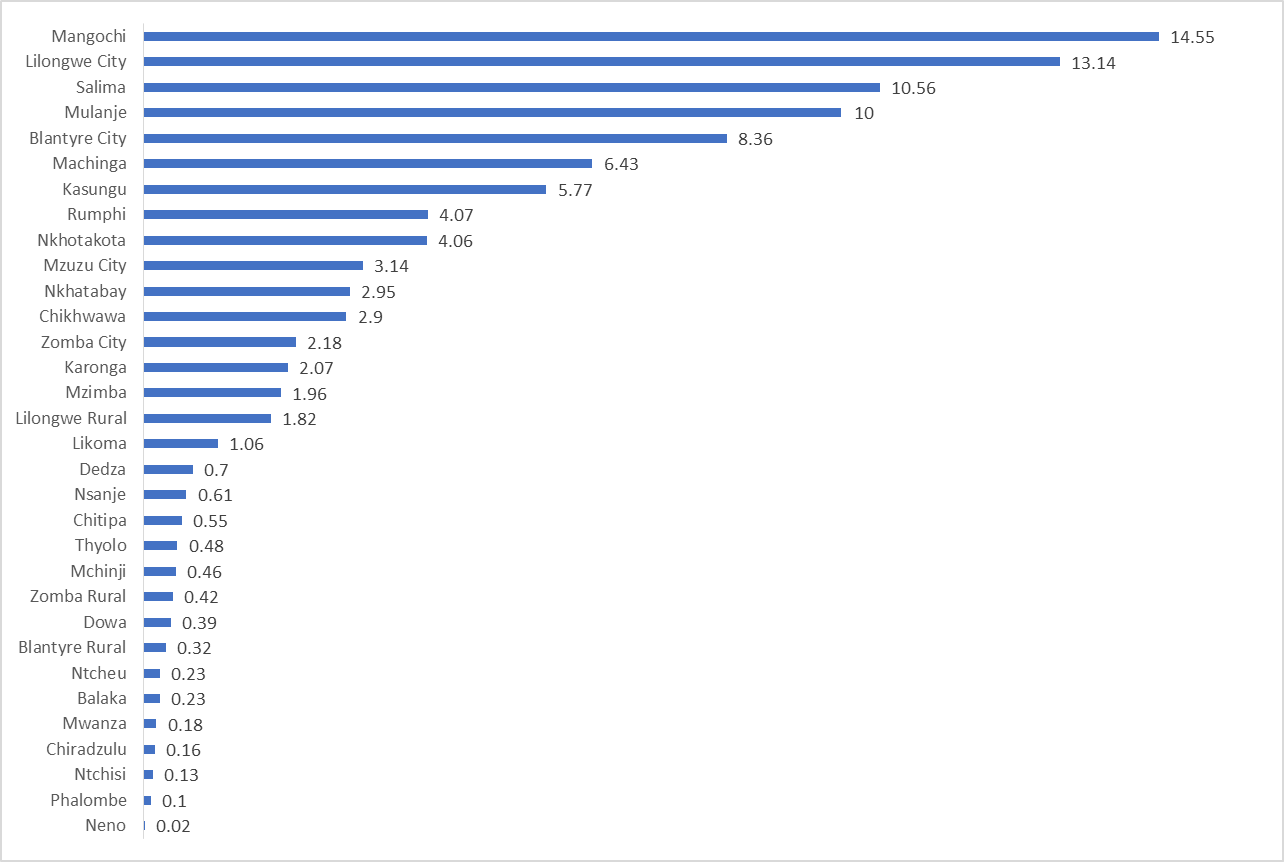 Mangochi 14.55
Lilongwe City 13.14
Salima 10.56
Mulanje 10
Blantyre City 8.36
Machinga 6.43
Kasungu 5.77
Rumphi 4.07
Nkhotakota 4.06
Mzuzu City 3.14
Nkhatabay 2.95
Chikhwawa 2.9
Zomba City 2.18
Karonga 2.07
Mzimba 1.96
Lilongwe Rural 1.82
Likoma 1.06
Dedza 0.7
Nsanje 0.61
Chitipa 0.55
Thyolo 0.48
Mchinji 0.46
Zomba Rural 0.42
Dowa 0.39
Blantyre Rural 0.32
Ntcheu 0.23
Balaka 0.23
Mwanza 0.18
Chiradzulu 0.16
Ntchisi 0.13
Phalombe 0.1
Neno 0.02